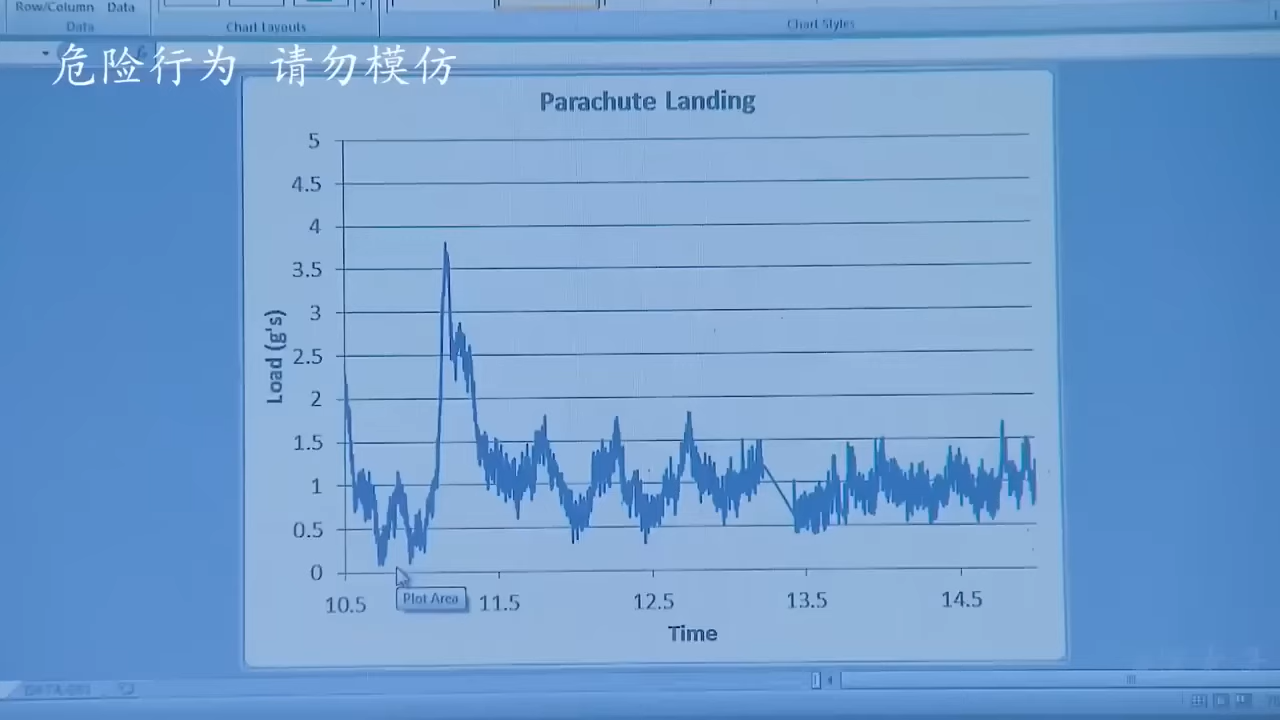 Row/Column Data
Data
Chart Layouts
Chart Styles
危险行为 请勿模仿
Parachute Landing
5
4.5
4
3.5
3
2.5
2
1.5
1
0.5
0
Load (g's)
10.5
11.5
12.5
13.5
14.5
Plot Area
Time